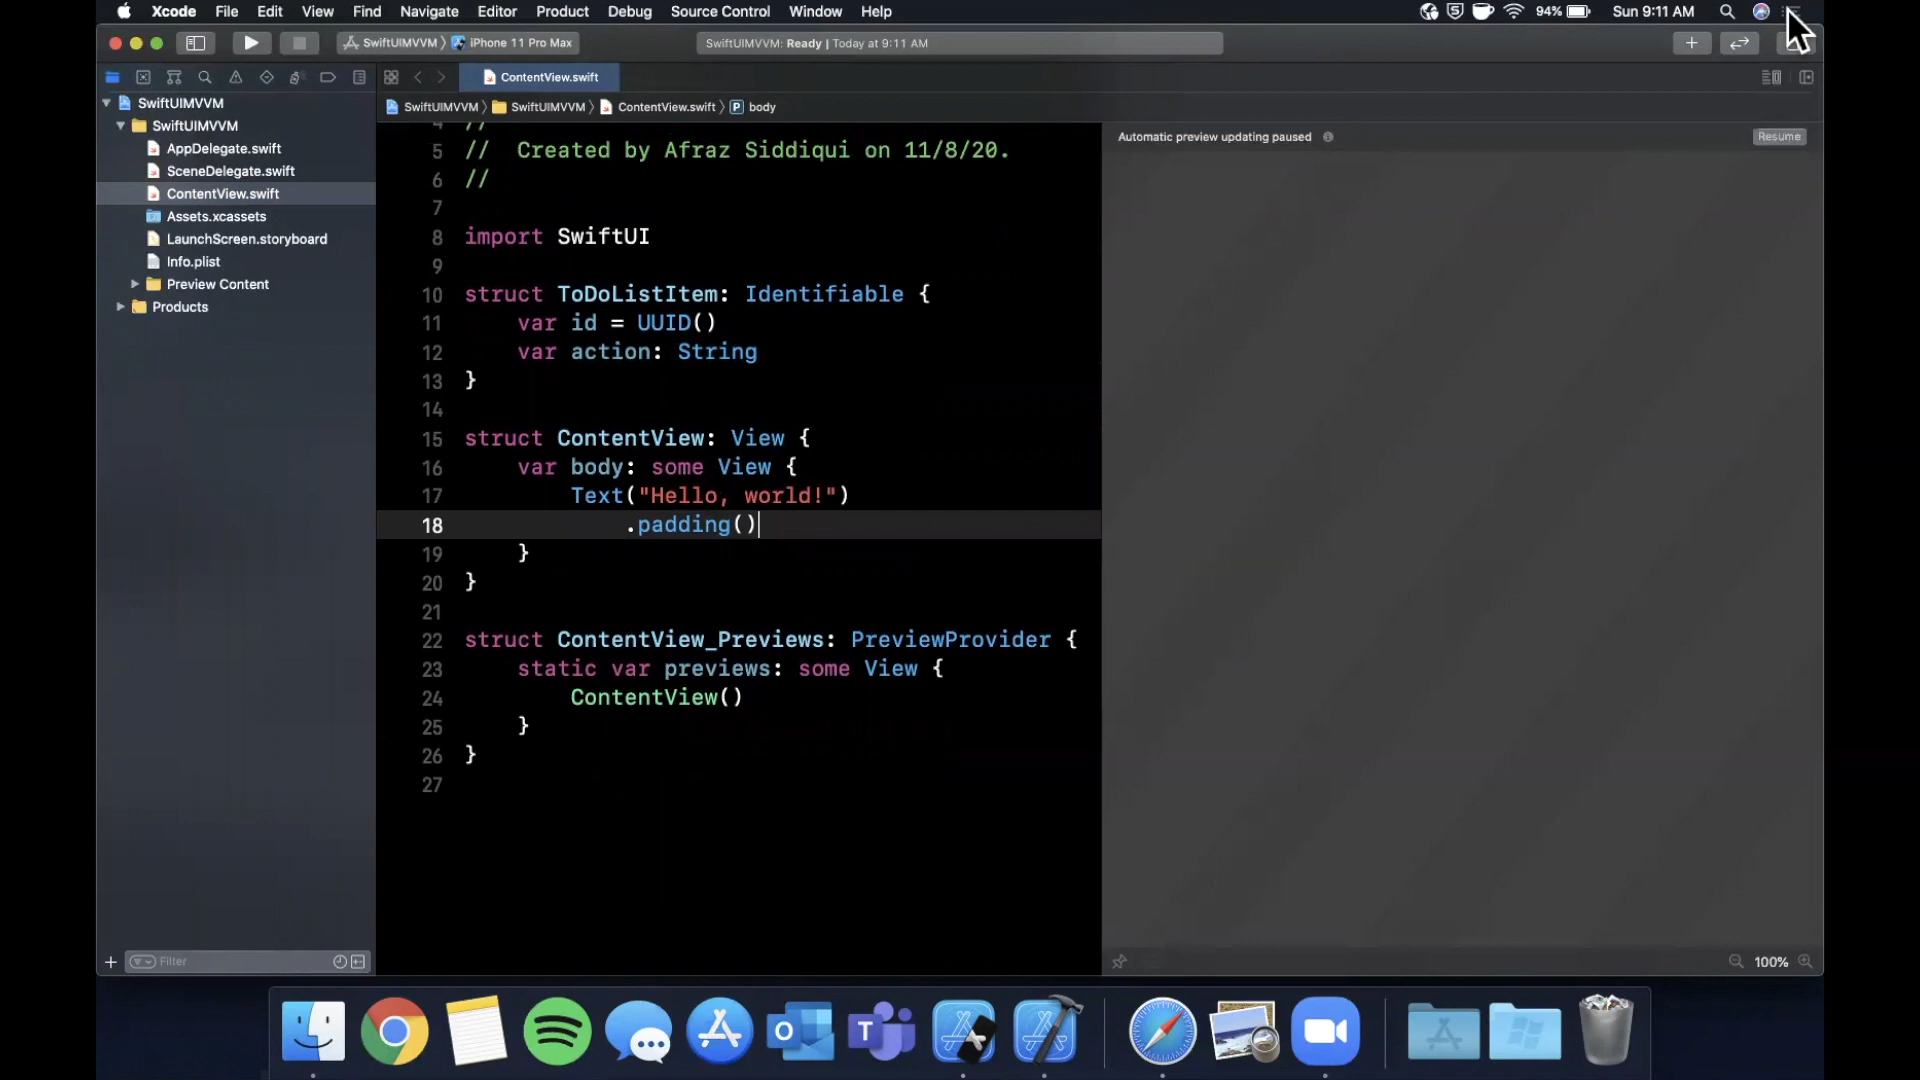 Xcode File Edit View Find Navigate Editor Product Debug Source Control Window Help 94% Sun 9:11 AM
SwiftUIMVVM iPhone 11 Pro Max SwiftUIMVVM: Ready | Today at 9:11 AM
ContentView.swift
SwiftUIMVVM SwiftUIMVVM ContentView.swift P body
SwiftUIMVVM
SwiftUIMVVM
AppDelegate.swift
SceneDelegate.swift
ContentView.swift
Assets.xcassets
LaunchScreen.storyboard
Info.plist
Preview Content
Products
Filter
4 //
5 // Created by Afraz Siddiqui on 11/8/20.
6 //
7
8 import SwiftUI
9
10 struct ToDoListItem: Identifiable {
11 var id = UUID()
12 var action: String
13 }
14
15 struct ContentView: View {
16 var body: some View {
17 Text("Hello, world!")
18 .padding()
19 }
20 }
21
22 struct ContentView_Previews: PreviewProvider {
23 static var previews: some View {
24 ContentView()
25 }
26 }
27
Automatic preview updating paused Resume
100%